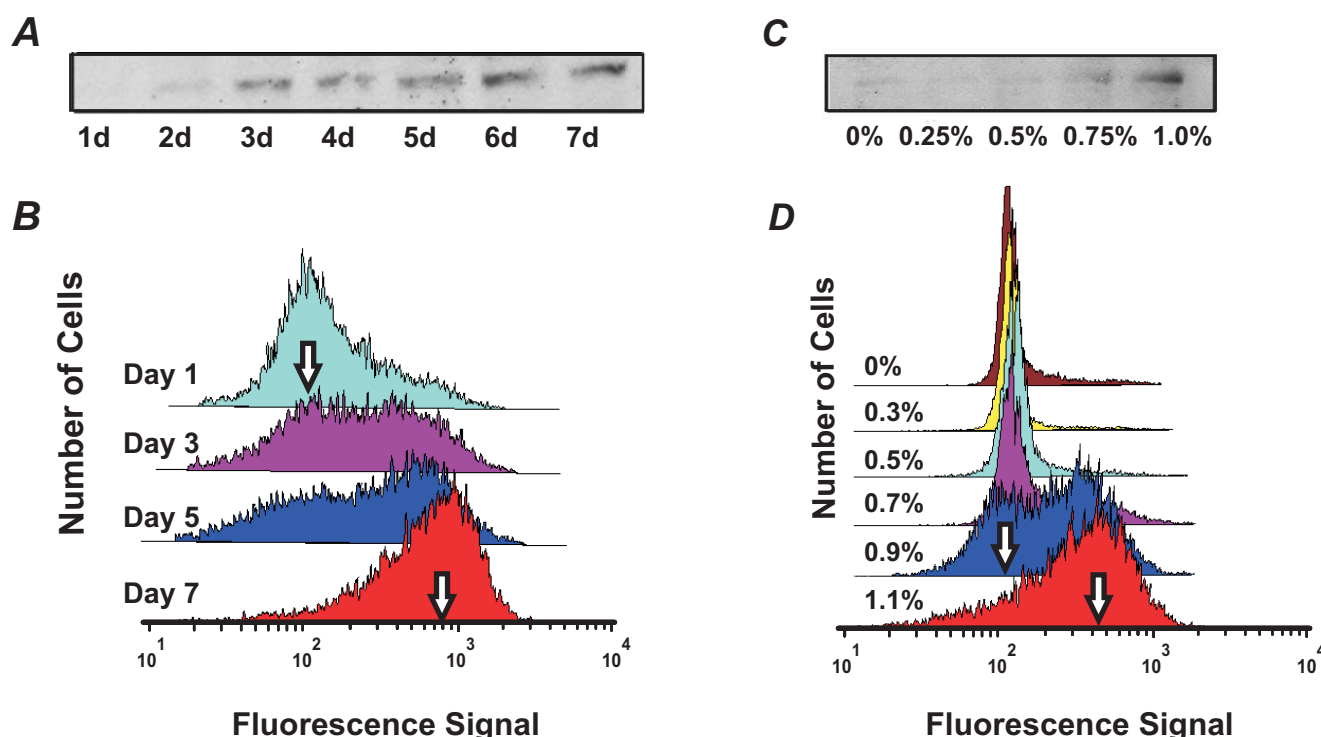 A
1d 2d 3d 4d 5d 6d 7d
B
Number of Cells
Day 1
Day 3
Day 5
Day 7
10^1 10^2 10^3 10^4
Fluorescence Signal
C
0% 0.25% 0.5% 0.75% 1.0%
D
Number of Cells
0%
0.3%
0.5%
0.7%
0.9%
1.1%
10^1 10^2 10^3 10^4
Fluorescence Signal